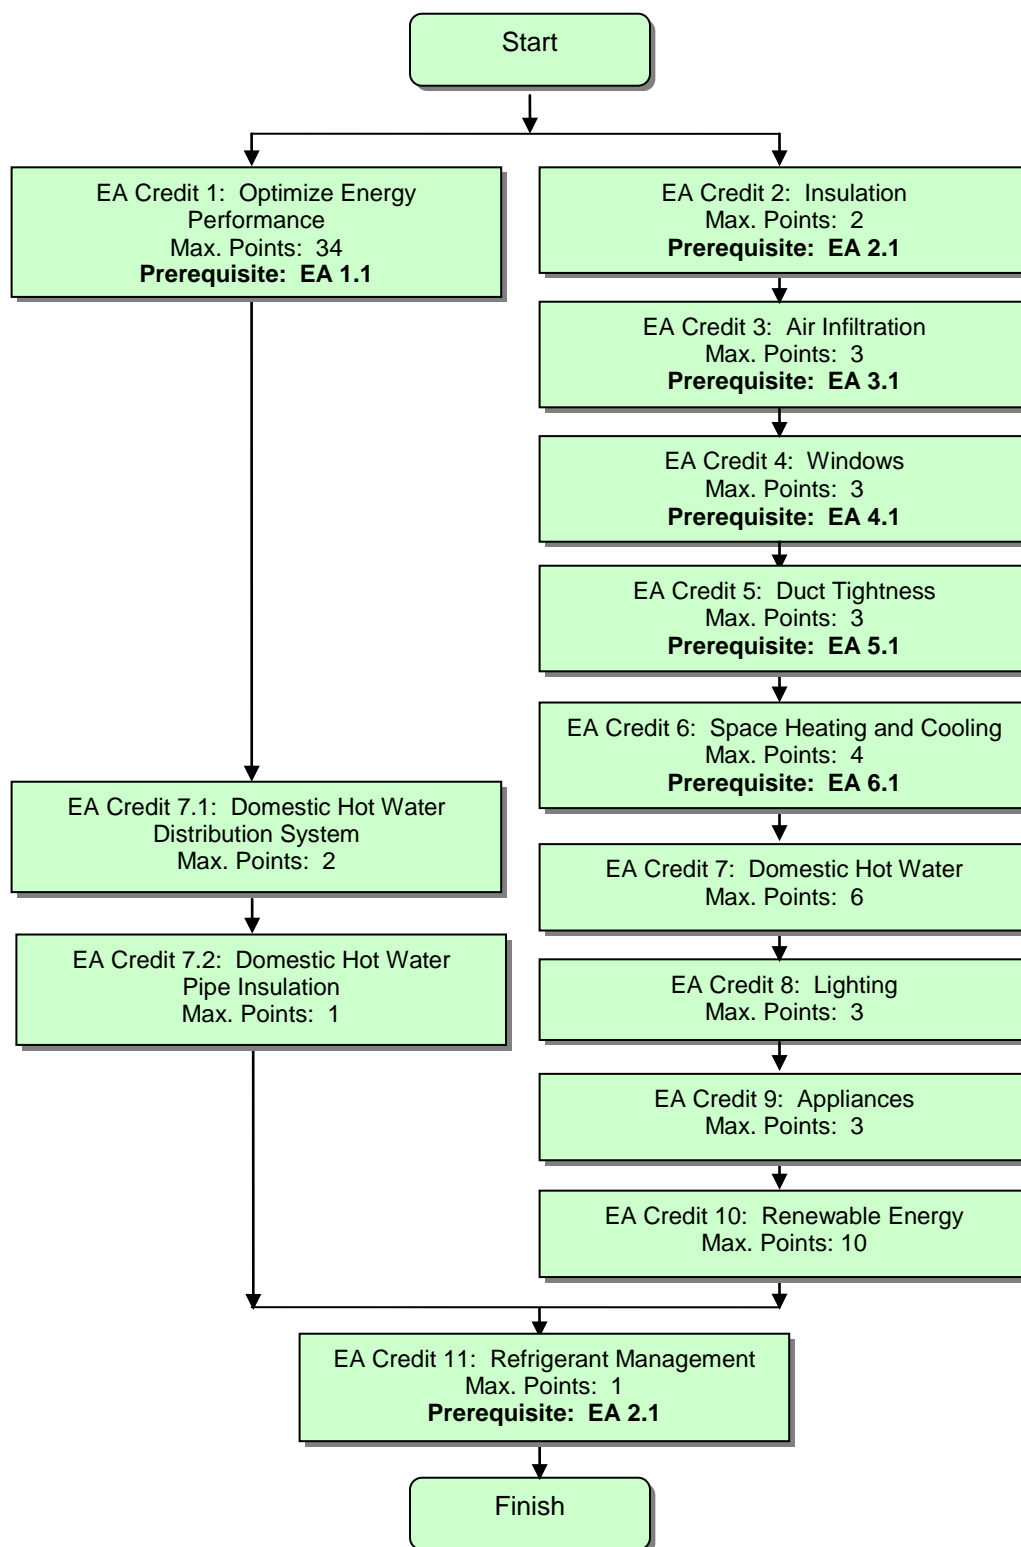 Start
EA Credit 1:  Optimize Energy
Performance
Max. Points:  34
Prerequisite:  EA 1.1
EA Credit 7.1:  Domestic Hot Water
Distribution System
Max. Points:  2
EA Credit 7.2:  Domestic Hot Water
Pipe Insulation
Max. Points:  1
EA Credit 2:  Insulation
Max. Points:  2
Prerequisite:  EA 2.1
EA Credit 3:  Air Infiltration
Max. Points:  3
Prerequisite:  EA 3.1
EA Credit 4:  Windows
Max. Points:  3
Prerequisite:  EA 4.1
EA Credit 5:  Duct Tightness
Max. Points:  3
Prerequisite:  EA 5.1
EA Credit 6:  Space Heating and Cooling
Max. Points:  4
Prerequisite:  EA 6.1
EA Credit 7:  Domestic Hot Water
Max. Points:  6
EA Credit 8:  Lighting
Max. Points:  3
EA Credit 9:  Appliances
Max. Points:  3
EA Credit 10:  Renewable Energy
Max. Points: 10
EA Credit 11:  Refrigerant Management
Max. Points:  1
Prerequisite:  EA 2.1
Finish